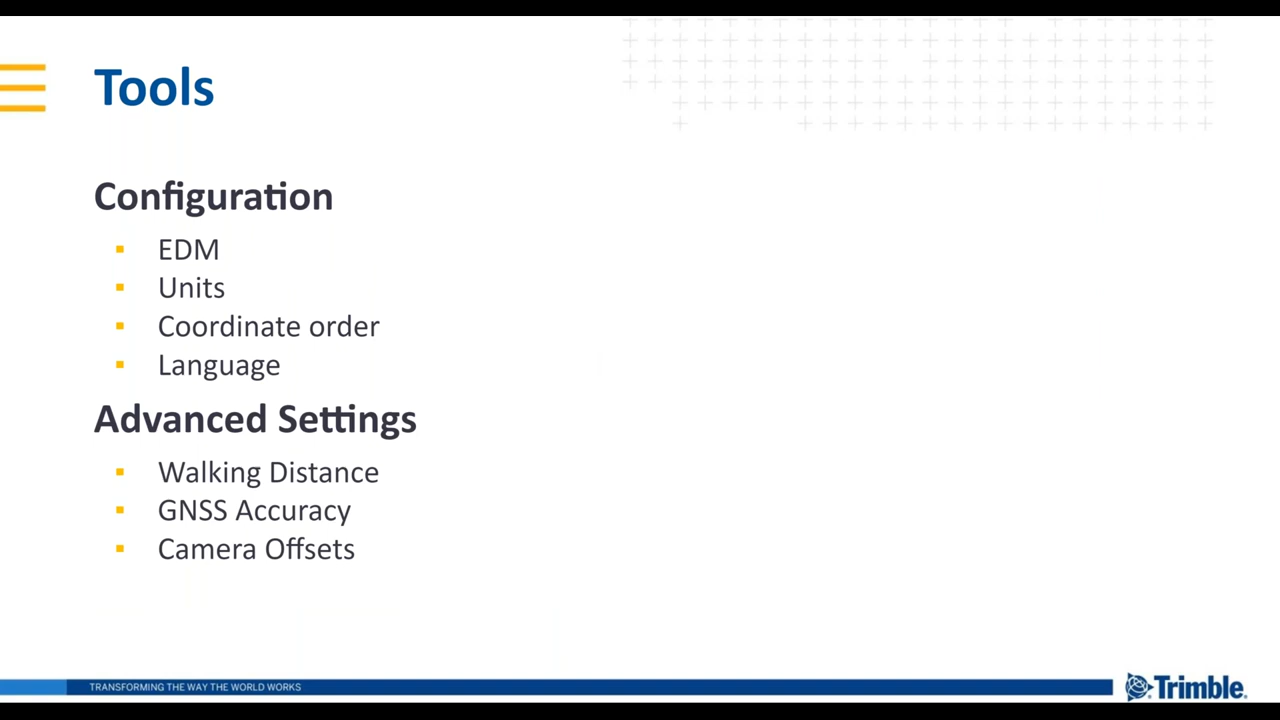 Tools
Configuration
EDM
Units
Coordinate order
Language
Advanced Settings
Walking Distance
GNSS Accuracy
Camera Offsets
TRANSFORMING THE WAY THE WORLD WORKS
Trimble